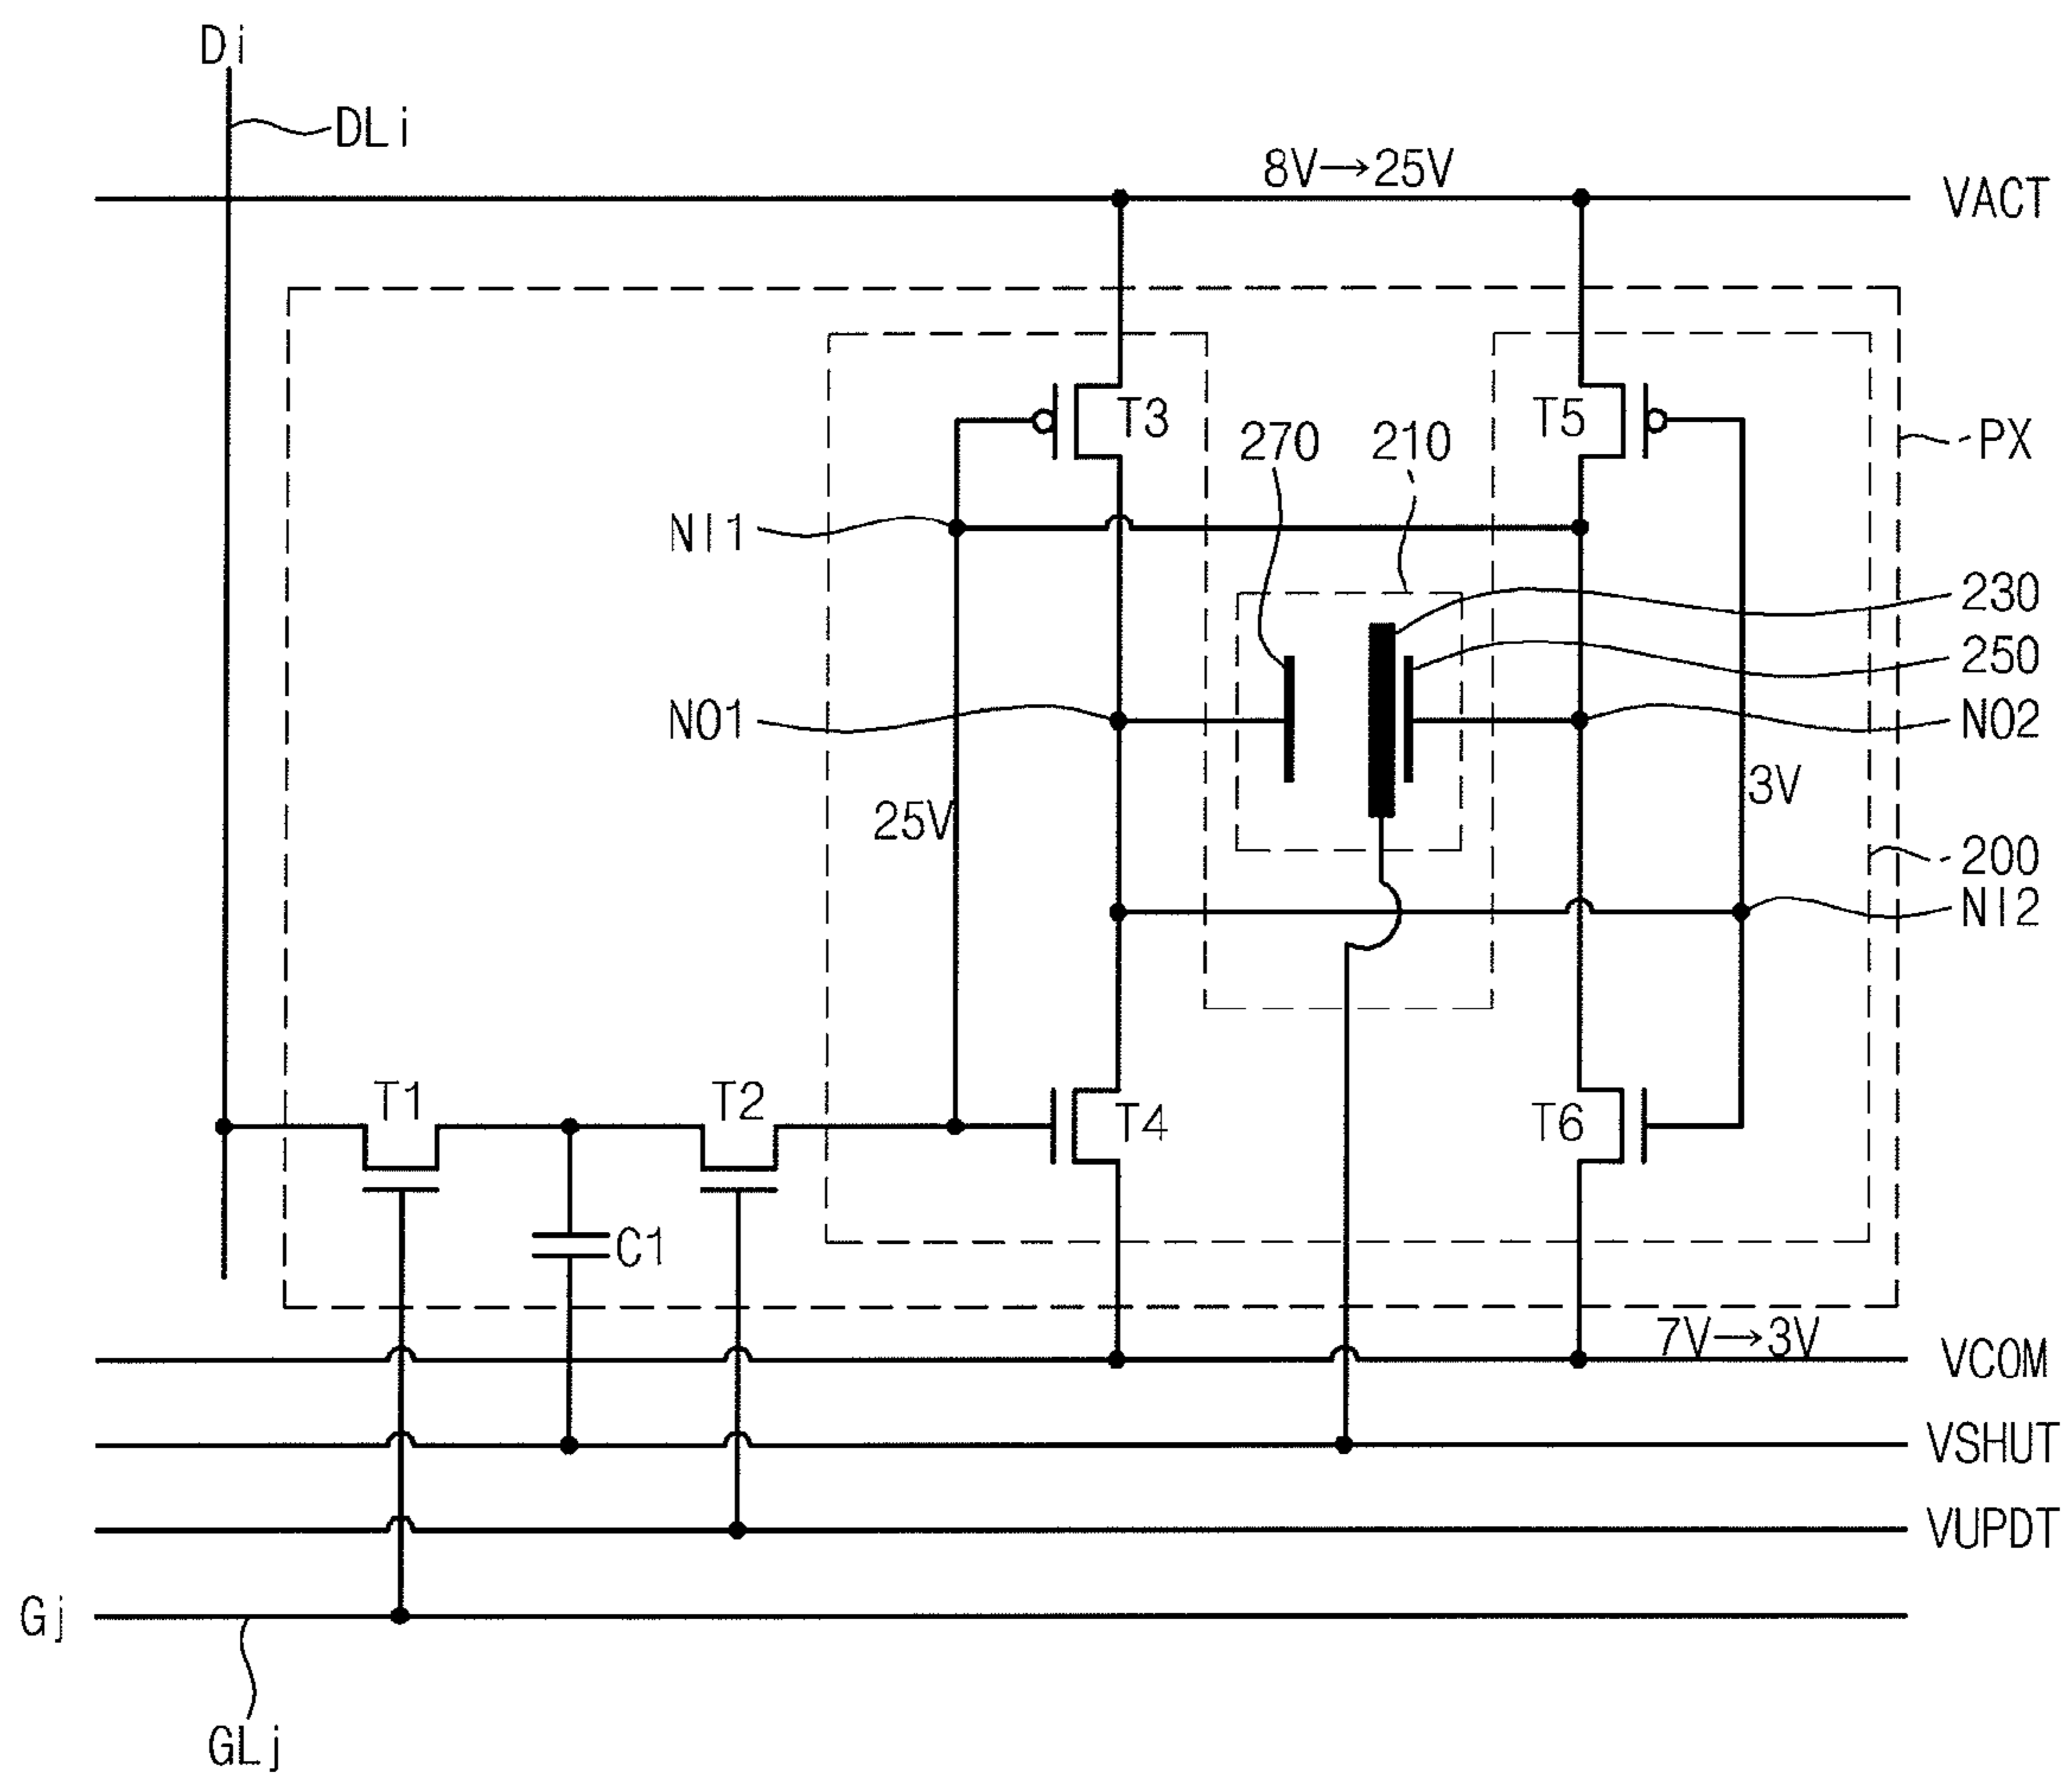 Di
DLi
8V→25V
VACT
T3
T5
270
210
PX
NI1
230
250
NO1
NO2
25V
3V
200
NI2
T1
T2
T4
T6
C1
7V→3V
VCOM
VSHUT
VUPDT
Gj
GLj